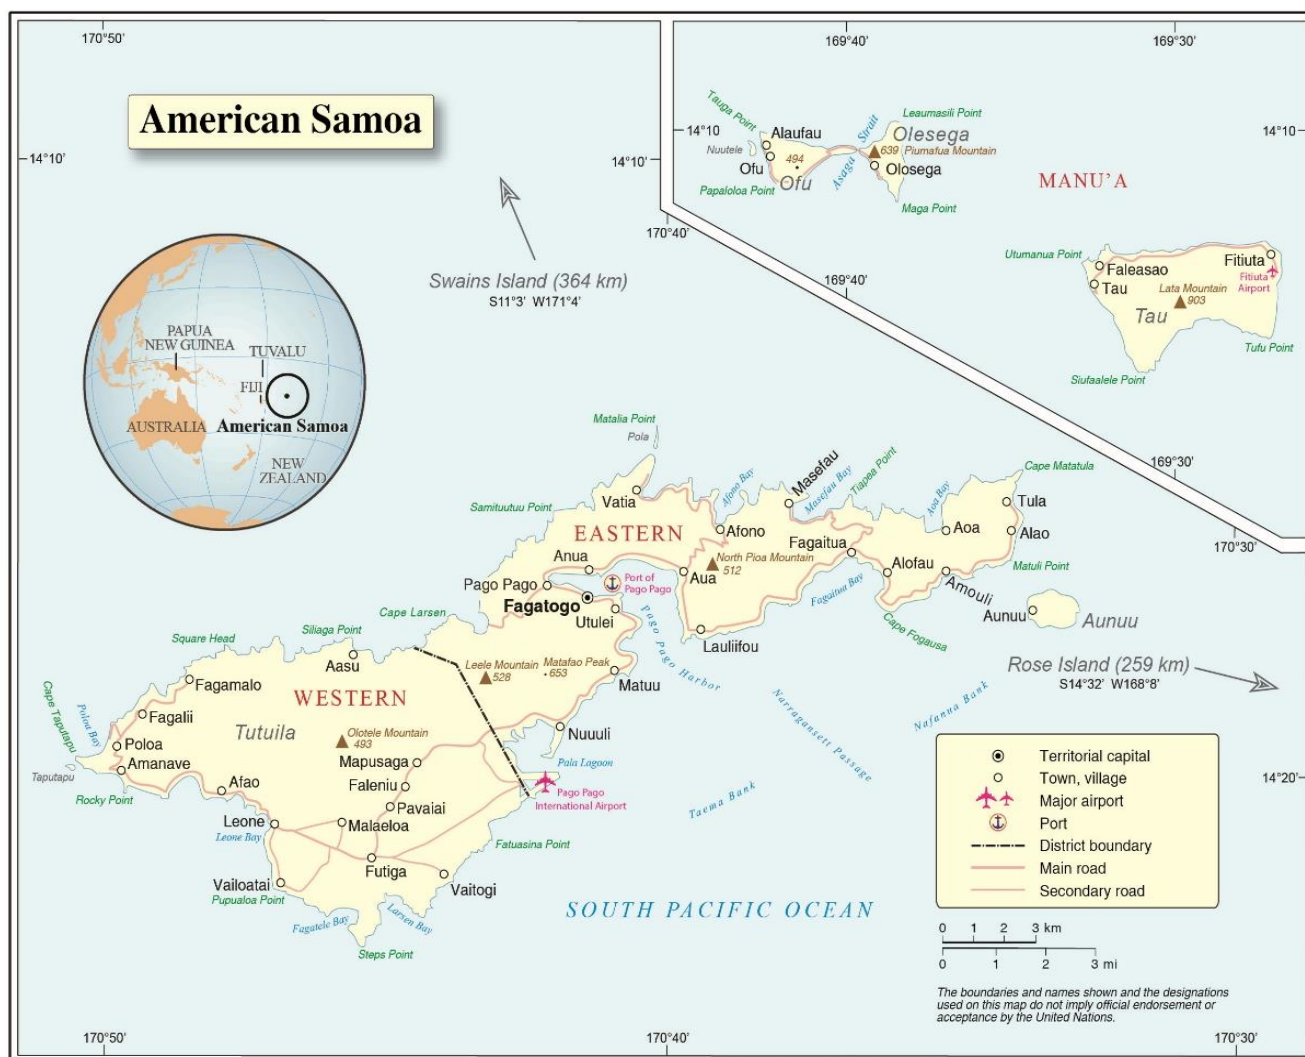 170°50'
169°40'
169°30'
American Samoa
14°10'
14°10'
14°10'
14°10'
Tauga Point
Alaufau
Nuutele
Ofu
494
Ofu
Papaloloa Point
Asaga Strait
Leaumasili Point
Olesega
639 Piumafua Mountain
Olosega
Maga Point
MANU'A
170°40'
169°40'
Utumanua Point
Faleasao
Tau
Fitiuta
Fitiuta
Airport
Lata Mountain
903
Tau
Tufu Point
Siufaalele Point
169°30'
170°30'
Swains Island (364 km)
S11°3' W171°4'
PAPUA
NEW GUINEA
TUVALU
FIJI
AUSTRALIA
American Samoa
NEW
ZEALAND
Matalia Point
Pola
Vatia
Samituutuu Point
EASTERN
Afono Bay
Afono
Masefau
Masefau Bay
Tiapea Point
Aoa Bay
Cape Matatula
Tula
Aoa
Alao
Anua
Fagaitua
North Pioa Mountain
512
Aua
Alofau
Matuli Point
Pago Pago
Port of
Pago Pago
Fagatogo
Utulei
Fagaitua Bay
Amouli
Cape Fogausa
Aunuu
Aunuu
Cape Larsen
Siliaga Point
Square Head
Aasu
Pago Pago Harbor
Lauliifou
Leele Mountain
528
Matafao Peak
653
Matuu
Rose Island (259 km)
S14°32' W168°8'
Fagamalo
WESTERN
Cape Taputapu
Poloa Bay
Fagalii
Tutuila
Olotele Mountain
493
Nuuuli
Narragansett Passage
Nafanua Bank
Poloa
Amanave
Taputapu
Rocky Point
Mapusaga
Pala Lagoon
Afao
Faleniu
Pago Pago
International Airport
Taema Bank
14°20'
Pavaiai
Leone
Leone Bay
Malaeloa
Fatuasina Point
Futiga
Vailoatai
Vaitogi
Pupualoa Point
Fagatele Bay
Larsen Bay
Steps Point
SOUTH PACIFIC OCEAN
Territorial capital
Town, village
Major airport
Port
District boundary
Main road
Secondary road
0 1 2 3 km
0 1 2 3 mi
The boundaries and names shown and the designations
used on this map do not imply official endorsement or
acceptance by the United Nations.
170°50'
170°40'
170°30'